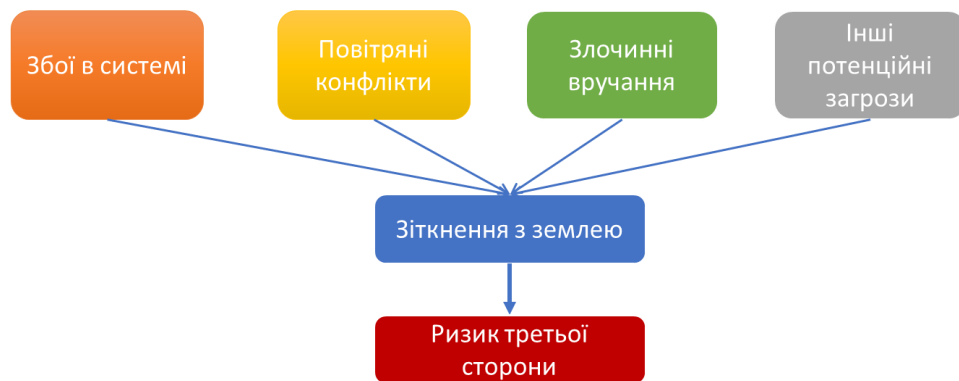 Збої в системі
Повітряні
конфлікти
Злочинні
вручання
Інші
потенційні
загрози
Зіткнення з землею
Ризик третьої
сторони